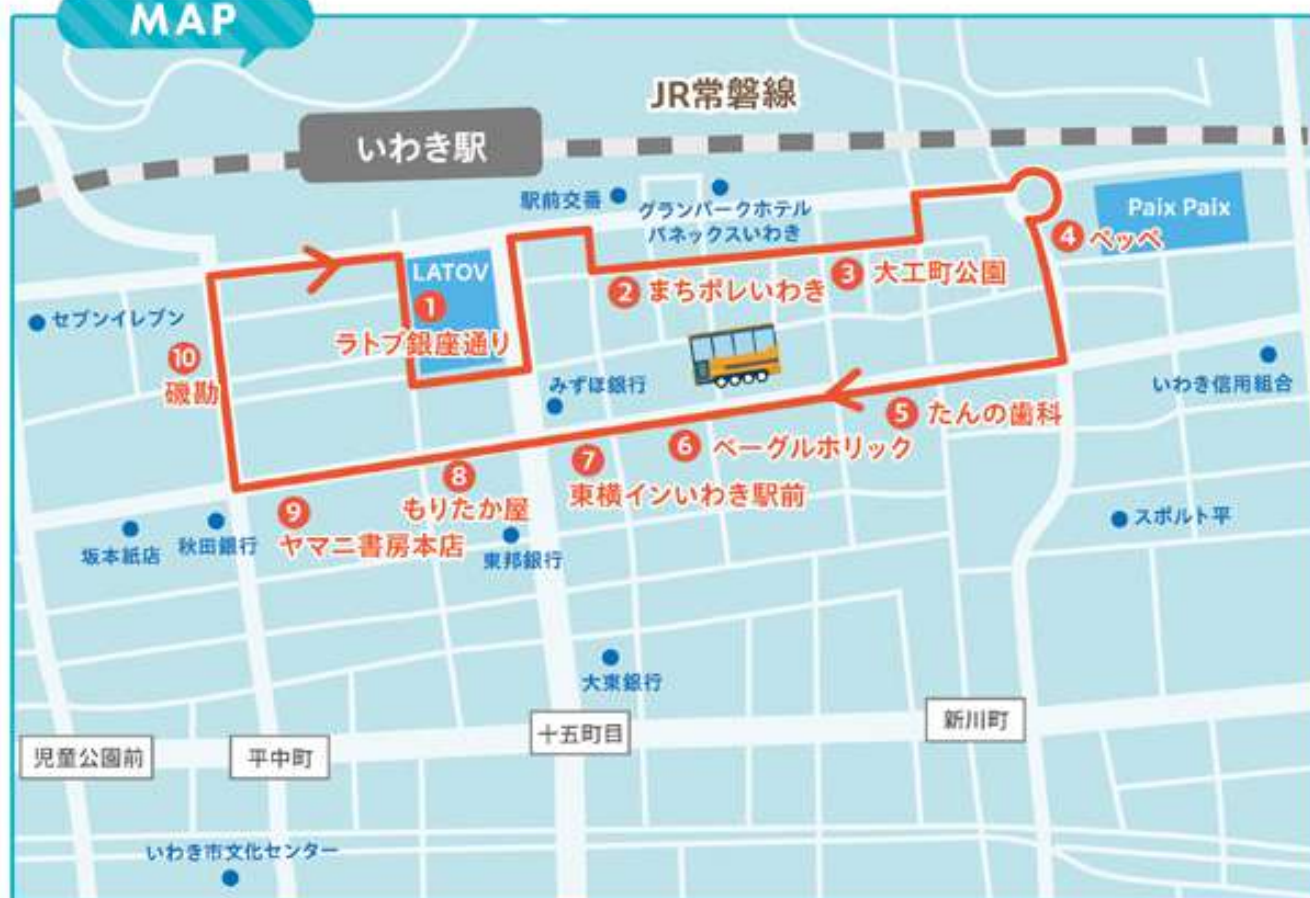 MAP
JR常磐線
いわき駅
駅前交番
グランパークホテル
パネックスいわき
Paix Paix
4 ペッペ
LATOV
1
ラトブ銀座通り
2 まちポレいわき
3 大工町公園
セブンイレブン
10
磯勘
みずほ銀行
いわき信用組合
5 たんの歯科
6 ベーグルホリック
7
東横インいわき駅前
8
もりたか屋
9
ヤマニ書房本店
坂本紙店
秋田銀行
東邦銀行
スポルト平
大東銀行
児童公園前
平中町
十五町目
新川町
いわき市文化センター